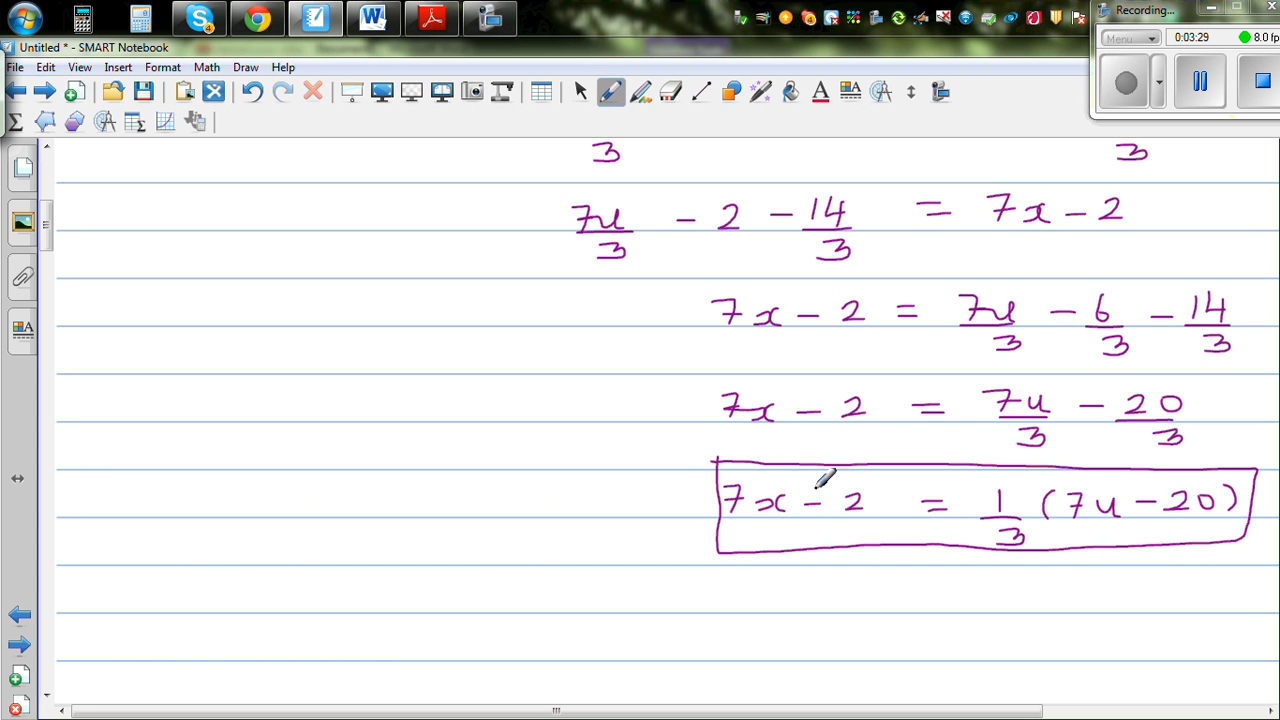 Recording...
Untitled * - SMART Notebook
Menu
0:03:29
8.0 fp
File Edit View Insert Format Math Draw Help
3 3
7u/3 - 2 - 14/3 = 7x - 2
7x - 2 = 7u/3 - 6/3 - 14/3
7x - 2 = 7u/3 - 20/3
7x - 2 = 1/3 (7u - 20)